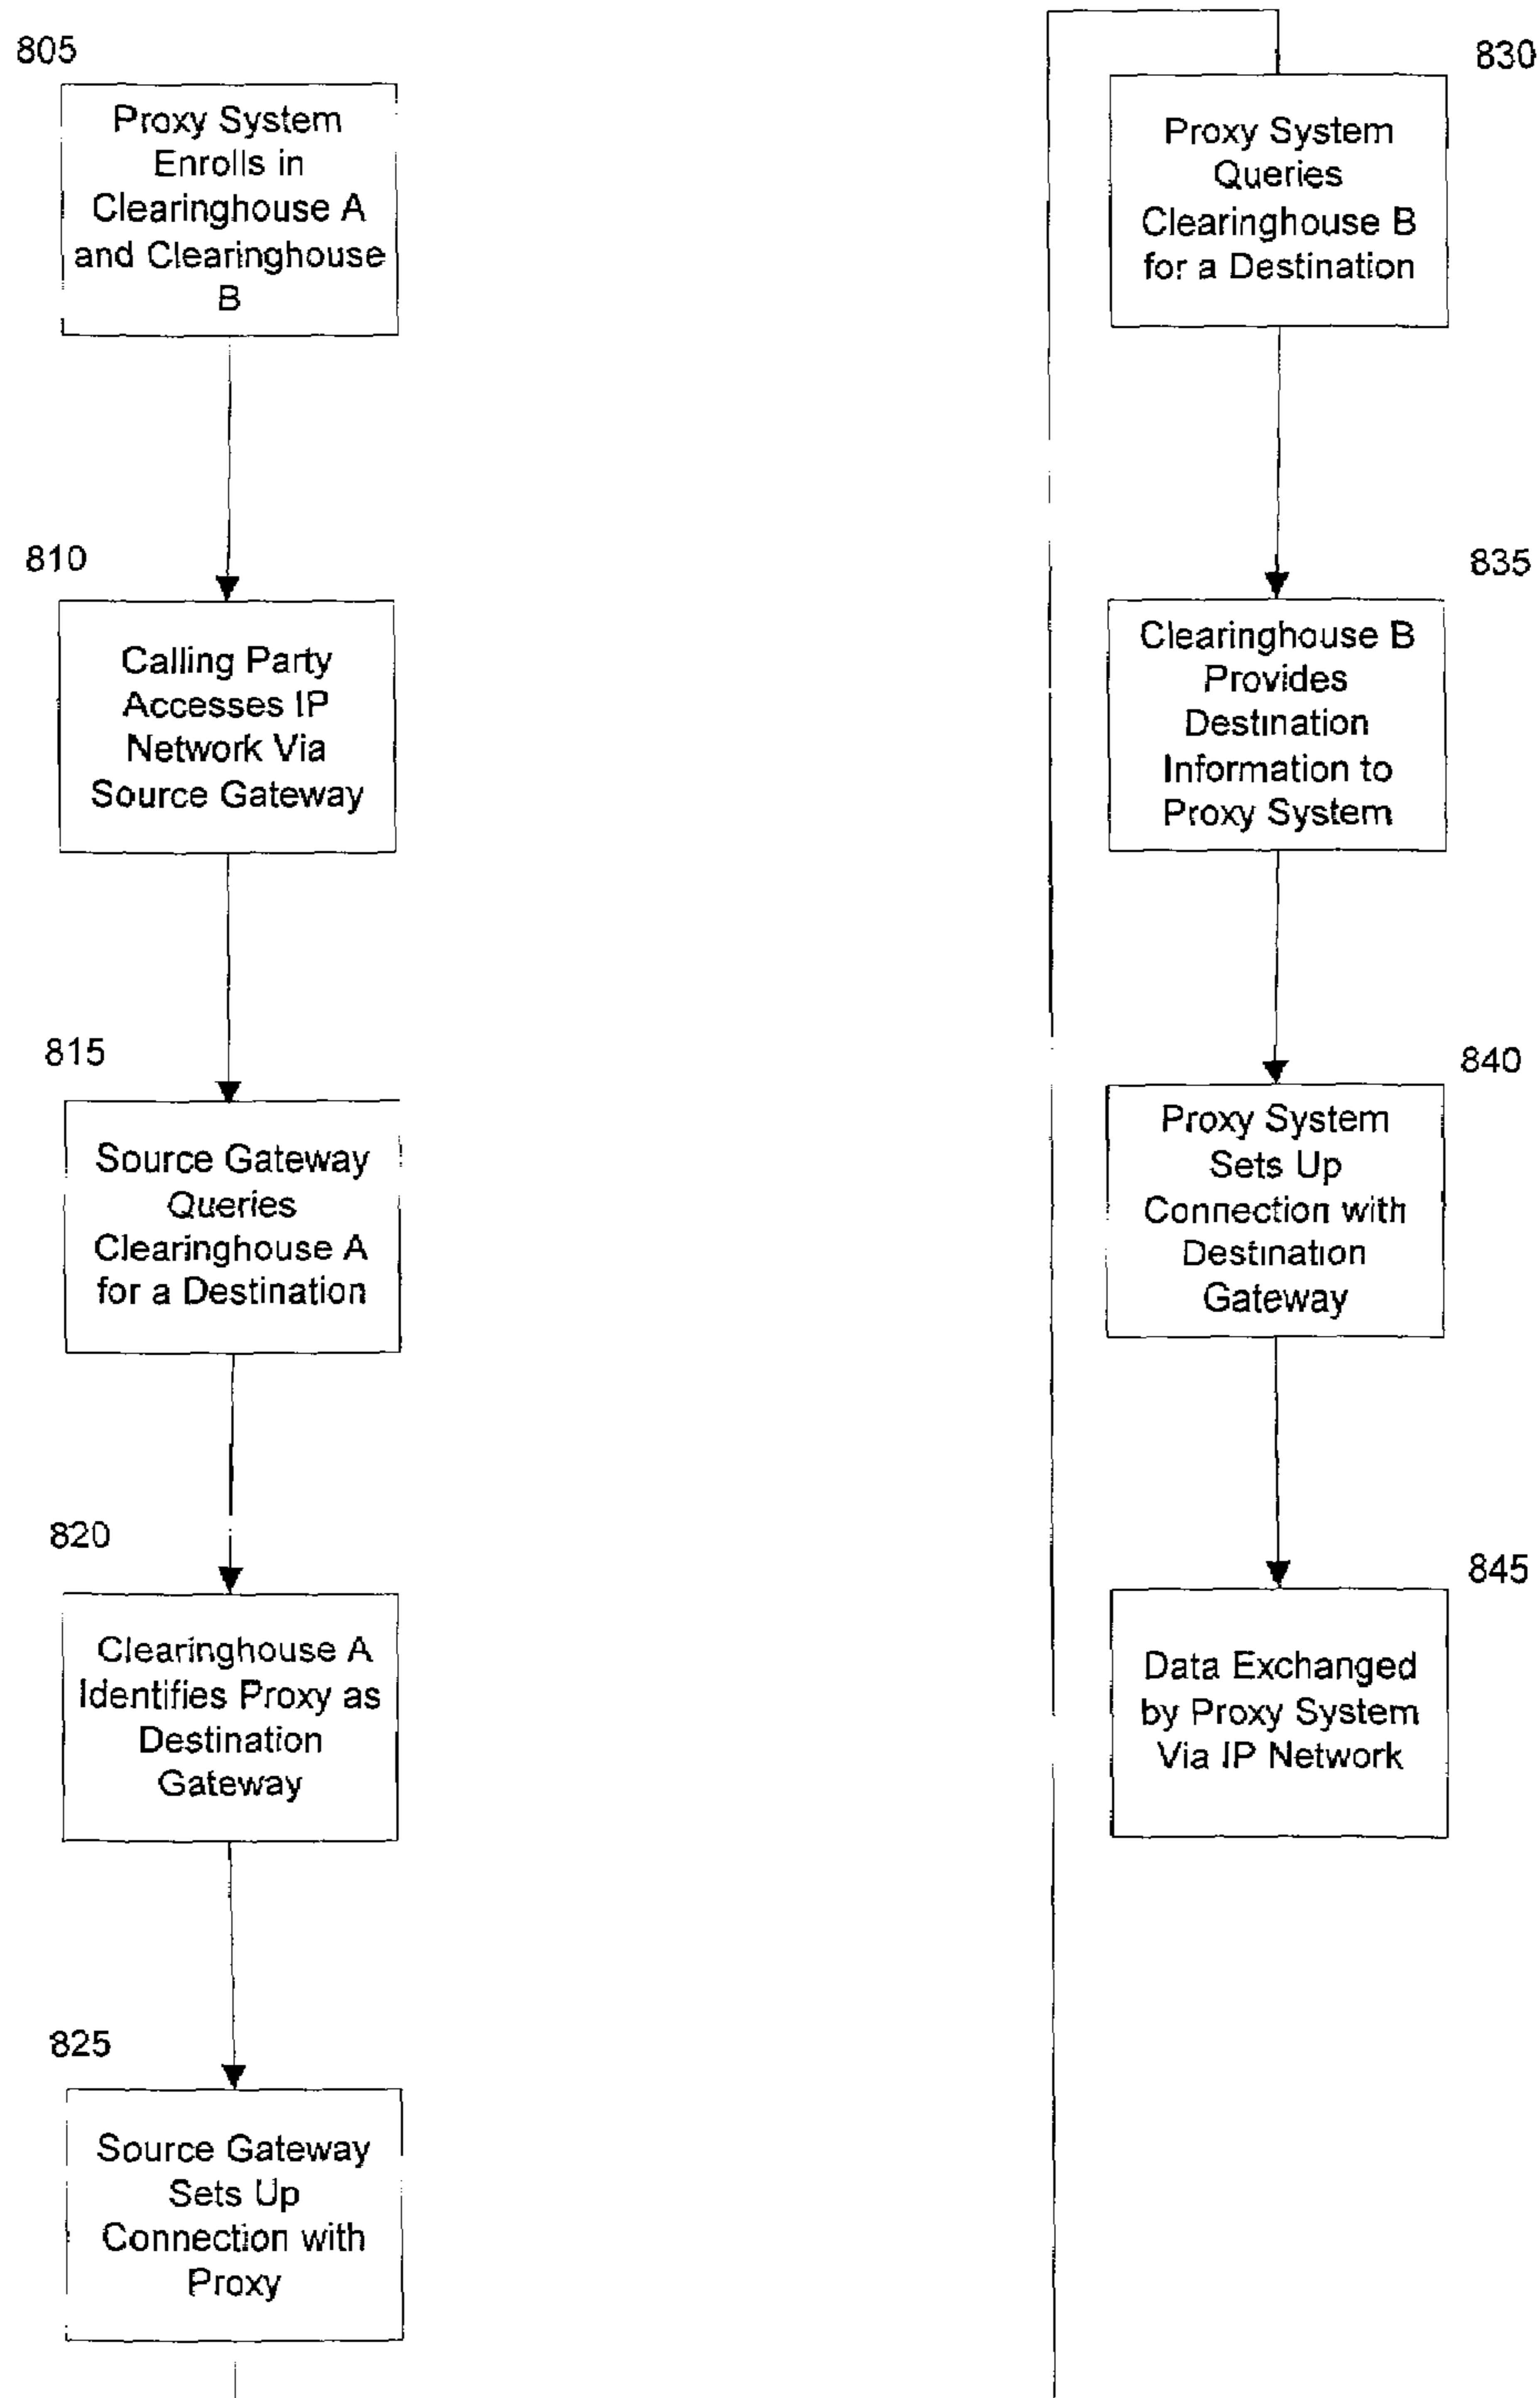 805
Proxy System
Enrolls in
Clearinghouse A
and Clearinghouse
B
810
Calling Party
Accesses IP
Network Via
Source Gateway
815
Source Gateway
Queries
Clearinghouse A
for a Destination
820
Clearinghouse A
Identifies Proxy as
Destination
Gateway
825
Source Gateway
Sets Up
Connection with
Proxy
830
Proxy System
Queries
Clearinghouse B
for a Destination
835
Clearinghouse B
Provides
Destination
Information to
Proxy System
840
Proxy System
Sets Up
Connection with
Destination
Gateway
845
Data Exchanged
by Proxy System
Via IP Network